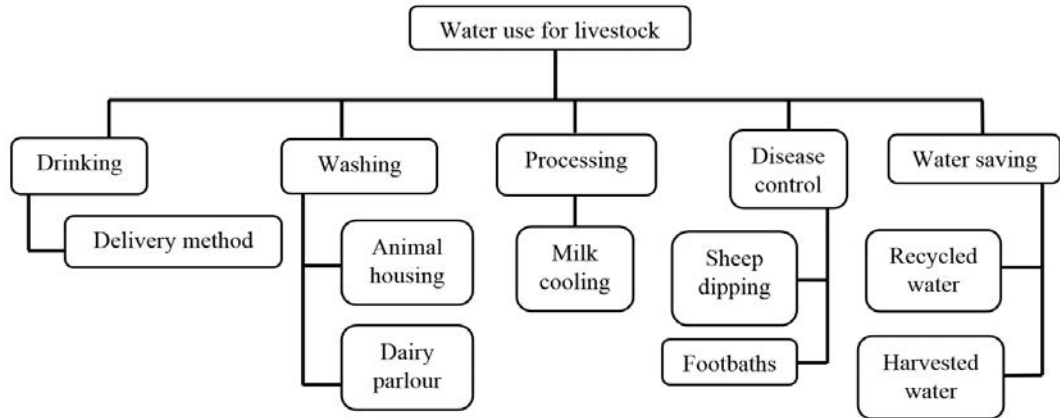 Water use for livestock
Drinking
Washing
Processing
Disease
control
Water saving
Delivery method
Animal
housing
Dairy
parlour
Milk
cooling
Sheep
dipping
Footbaths
Recycled
water
Harvested
water